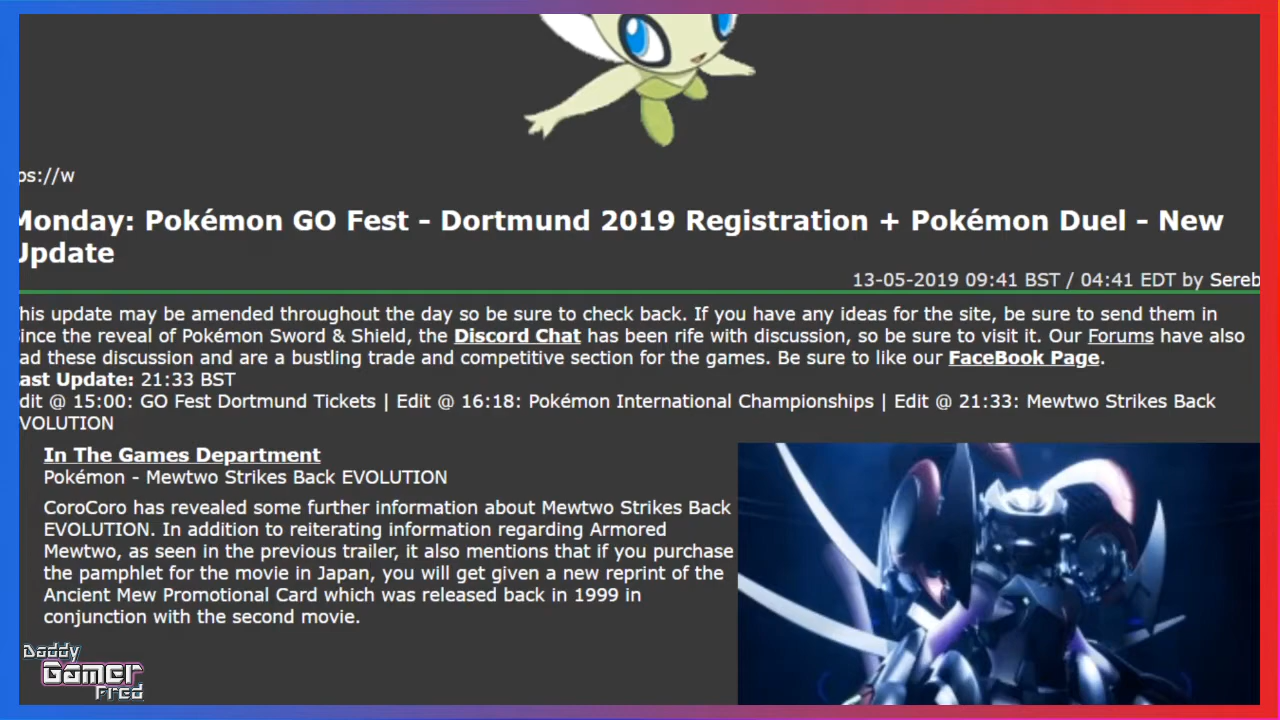 ps://w
Monday: Pokémon GO Fest - Dortmund 2019 Registration + Pokémon Duel - New
Update
13-05-2019 09:41 BST / 04:41 EDT by Sereb
his update may be amended throughout the day so be sure to check back. If you have any ideas for the site, be sure to send them in
ince the reveal of Pokémon Sword & Shield, the Discord Chat has been rife with discussion, so be sure to visit it. Our Forums have also
ad these discussion and are a bustling trade and competitive section for the games. Be sure to like our FaceBook Page.
ast Update: 21:33 BST
dit @ 15:00: GO Fest Dortmund Tickets | Edit @ 16:18: Pokémon International Championships | Edit @ 21:33: Mewtwo Strikes Back
VOLUTION
In The Games Department
Pokémon - Mewtwo Strikes Back EVOLUTION
CoroCoro has revealed some further information about Mewtwo Strikes Back
EVOLUTION. In addition to reiterating information regarding Armored
Mewtwo, as seen in the previous trailer, it also mentions that if you purchase
the pamphlet for the movie in Japan, you will get given a new reprint of the
Ancient Mew Promotional Card which was released back in 1999 in
conjunction with the second movie.
Daddy
Gamer
Fred